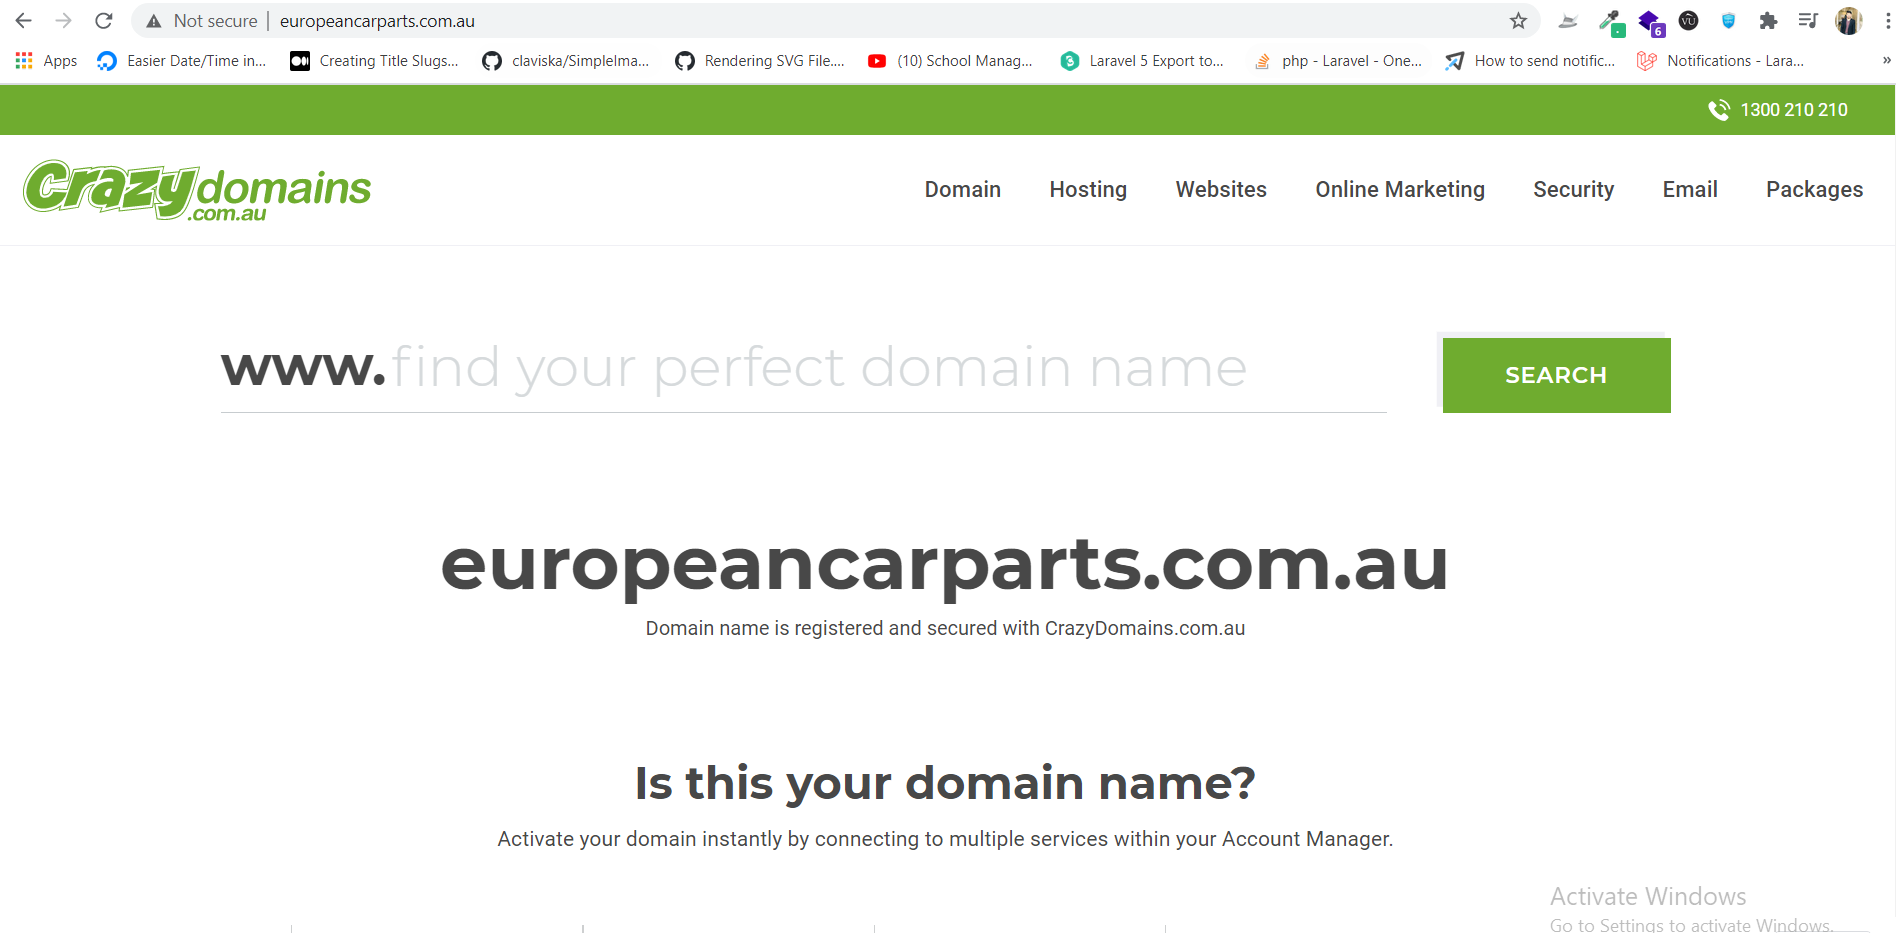 Not secure | europeancarparts.com.au
6
VU
Apps Easier Date/Time in... Creating Title Slugs... claviska/SimpleIma... Rendering SVG File.... (10) School Manag... Laravel 5 Export to... php - Laravel - One... How to send notific... Notifications - Lara... »
1300 210 210
Crazydomains
.com.au
Domain Hosting Websites Online Marketing Security Email Packages
www. find your perfect domain name
SEARCH
europeancarparts.com.au
Domain name is registered and secured with CrazyDomains.com.au
Is this your domain name?
Activate your domain instantly by connecting to multiple services within your Account Manager.
Activate Windows
Go to Settings to activate Windows.